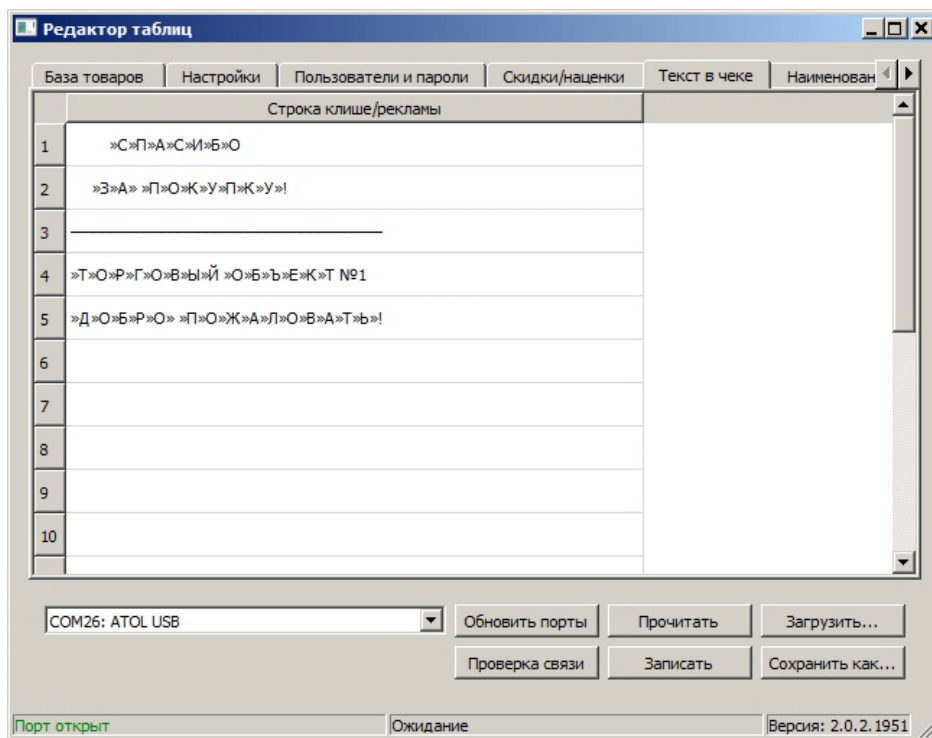 Редактор таблиц
База товаров Настройки Пользователи и пароли Скидки/наценки Текст в чеке Наименован
Строка клише/рекламы
1 »С»П»А»С»И»Б»О
2 »З»А» »П»О»К»У»П»К»У»!
3 ________________________________________
4 »Т»О»Р»Г»О»В»Ы»Й »О»Б»Ъ»Е»К»Т №1
5 »Д»О»Б»Р»О» »П»О»Ж»А»Л»О»В»А»Т»Ь»!
6
7
8
9
10
COM26: ATOL USB Обновить порты Прочитать Загрузить...
Проверка связи Записать Сохранить как...
Порт открыт Ожидание Версия: 2.0.2.1951